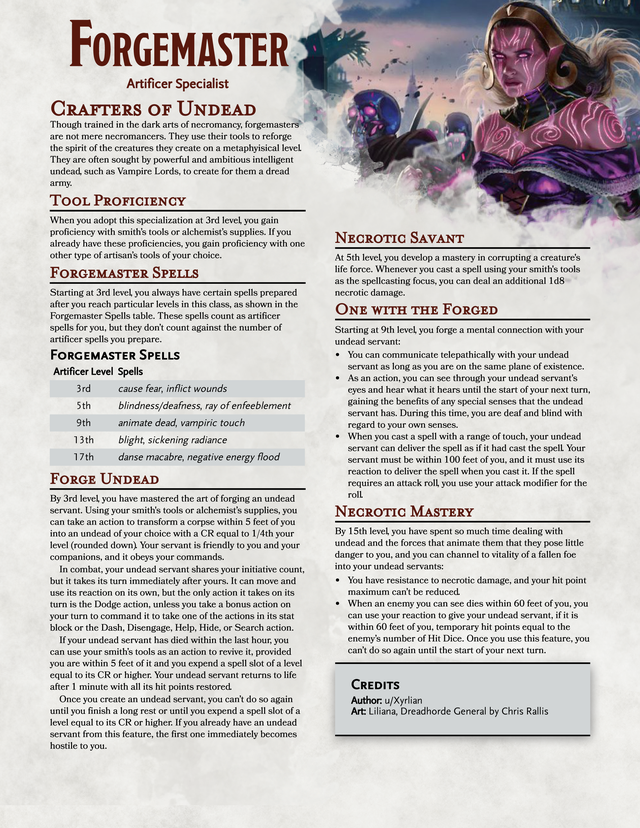 Forgemaster
Artificer Specialist
Crafters of Undead
Though trained in the dark arts of necromancy, forgemasters
are not mere necromancers. They use their tools to reforge
the spirit of the creatures they create on a metaphyisical level.
They are often sought by powerful and ambitious intelligent
undead, such as Vampire Lords, to create for them a dread
army.
Tool Proficiency
When you adopt this specialization at 3rd level, you gain
proficiency with smith's tools or alchemist's supplies. If you
already have these proficiencies, you gain proficiency with one
other type of artisan's tools of your choice.
Forgemaster Spells
Starting at 3rd level, you always have certain spells prepared
after you reach particular levels in this class, as shown in the
Forgemaster Spells table. These spells count as artificer
spells for you, but they don't count against the number of
artificer spells you prepare.
Forgemaster Spells
Artificer Level Spells
3rd cause fear, inflict wounds
5th blindness/deafness, ray of enfeeblement
9th animate dead, vampiric touch
13th blight, sickening radiance
17th danse macabre, negative energy flood
Forge Undead
By 3rd level, you have mastered the art of forging an undead
servant. Using your smith's tools or alchemist's supplies, you
can take an action to transform a corpse within 5 feet of you
into an undead of your choice with a CR equal to 1/4th your
level (rounded down). Your servant is friendly to you and your
companions, and it obeys your commands.
In combat, your undead servant shares your initiative count,
but it takes its turn immediately after yours. It can move and
use its reaction on its own, but the only action it takes on its
turn is the Dodge action, unless you take a bonus action on
your turn to command it to take one of the actions in its stat
block or the Dash, Disengage, Help, Hide, or Search action.
If your undead servant has died within the last hour, you
can use your smith's tools as an action to revive it, provided
you are within 5 feet of it and you expend a spell slot of a level
equal to its CR or higher. Your undead servant returns to life
after 1 minute with all its hit points restored.
Once you create an undead servant, you can't do so again
until you finish a long rest or until you expend a spell slot of a
level equal to its CR or higher. If you already have an undead
servant from this feature, the first one immediately becomes
hostile to you.
Necrotic Savant
At 5th level, you develop a mastery in corrupting a creature's
life force. Whenever you cast a spell using your smith's tools
as the spellcasting focus, you can deal an additional 1d8
necrotic damage.
One with the Forged
Starting at 9th level, you forge a mental connection with your
undead servant:
• You can communicate telepathically with your undead
servant as long as you are on the same plane of existence.
• As an action, you can see through your undead servant's
eyes and hear what it hears until the start of your next turn,
gaining the benefits of any special senses that the undead
servant has. During this time, you are deaf and blind with
regard to your own senses.
• When you cast a spell with a range of touch, your undead
servant can deliver the spell as if it had cast the spell. Your
servant must be within 100 feet of you, and it must use its
reaction to deliver the spell when you cast it. If the spell
requires an attack roll, you use your attack modifier for the
roll.
Necrotic Mastery
By 15th level, you have spent so much time dealing with
undead and the forces that animate them that they pose little
danger to you, and you can channel to vitality of a fallen foe
into your undead servants:
• You have resistance to necrotic damage, and your hit point
maximum can't be reduced.
• When an enemy you can see dies within 60 feet of you, you
can use your reaction to give your undead servant, if it is
within 60 feet of you, temporary hit points equal to the
enemy's number of Hit Dice. Once you use this feature, you
can't do so again until the start of your next turn.
Credits
Author: u/Xyrlian
Art: Liliana, Dreadhorde General by Chris Rallis